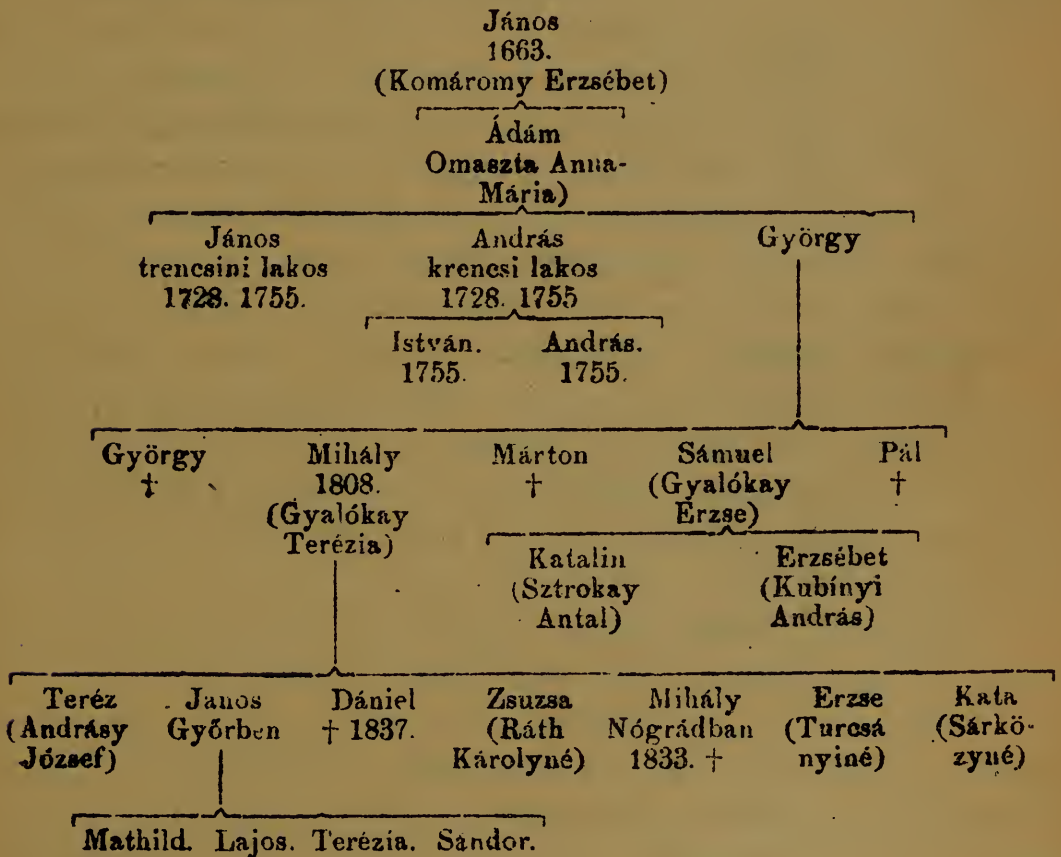 János
1663.
(Komáromy Erzsébet)
Ádám
Omaszta Anna-
Mária)
János András György
trencsini lakos krencsi lakos
1728. 1755. 1728. 1755
István. András.
1755. 1755.
György Mihály Márton Sámuel Pál
† 1808. † (Gyalókay †
(Gyalókay Erzse)
Terézia)
Katalin Erzsébet
(Sztrokay (Kubínyi
Antal) András)
Teréz Janos Dániel Zsuzsa Mihály Erzse Kata
(Andrásy Győrben † 1837. (Ráth Nógrádban (Turcsá (Sárkö-
József) Károlyné) 1833. † nyiné) zyné)
Mathild. Lajos. Terézia. Sándor.